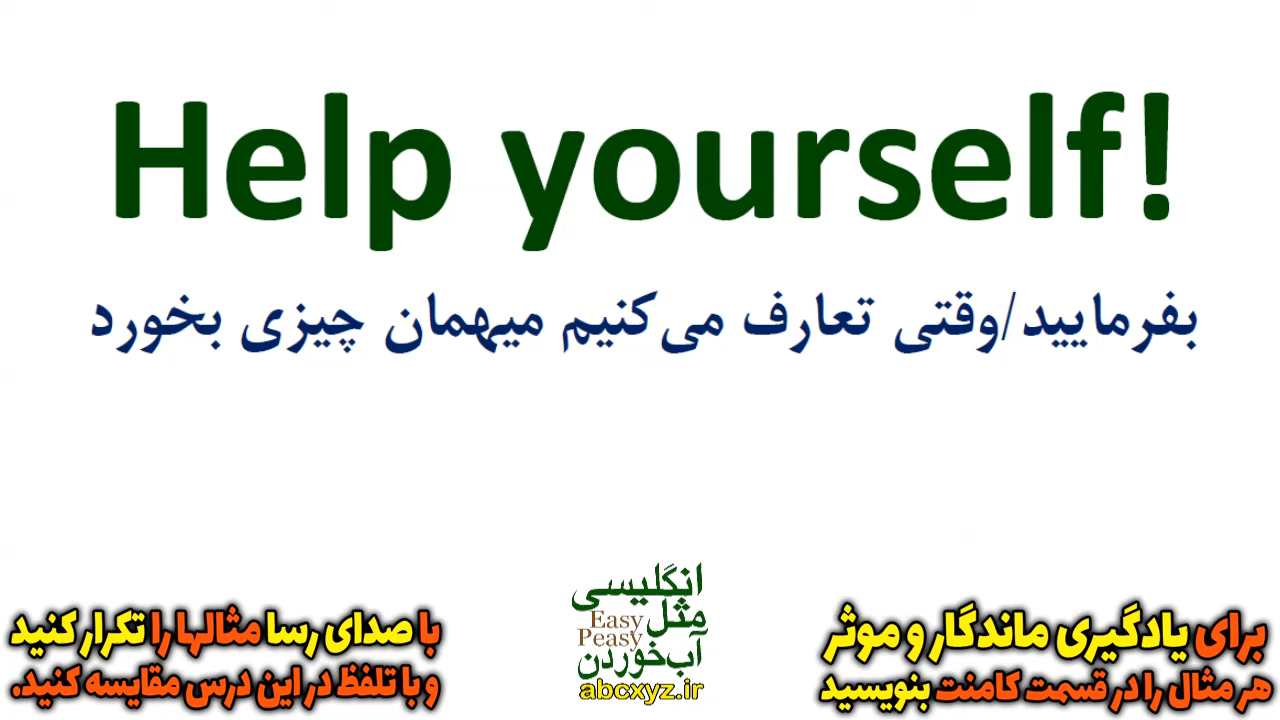 Help yourself!
بفرمایید/وقتی تعارف می‌کنیم میهمان چیزی بخورد
برای یادگیری ماندگار و موثر
هر مثال را در قسمت کامنت بنویسید
انگلیسی
مثل Easy
Peasy
آب‌خوردن
abcxyz.ir
با صدای رسا مثالها را تکرار کنید
و با تلفظ در این درس مقایسه کنید.